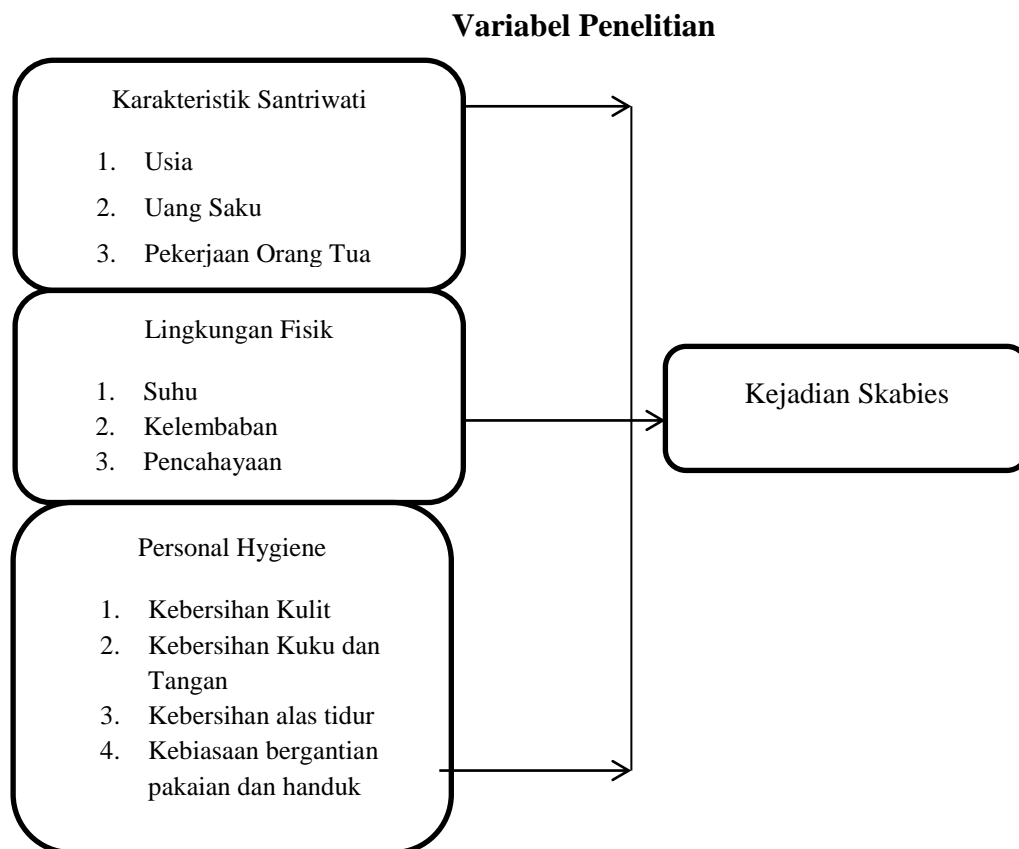 Variabel Penelitian
Karakteristik Santriwati
1. Usia
2. Uang Saku
3. Pekerjaan Orang Tua
Lingkungan Fisik
1. Suhu
2. Kelembaban
3. Pencahayaan
Personal Hygiene
1. Kebersihan Kulit
2. Kebersihan Kuku dan
Tangan
3. Kebersihan alas tidur
4. Kebiasaan bergantian
pakaian dan handuk
Kejadian Skabies